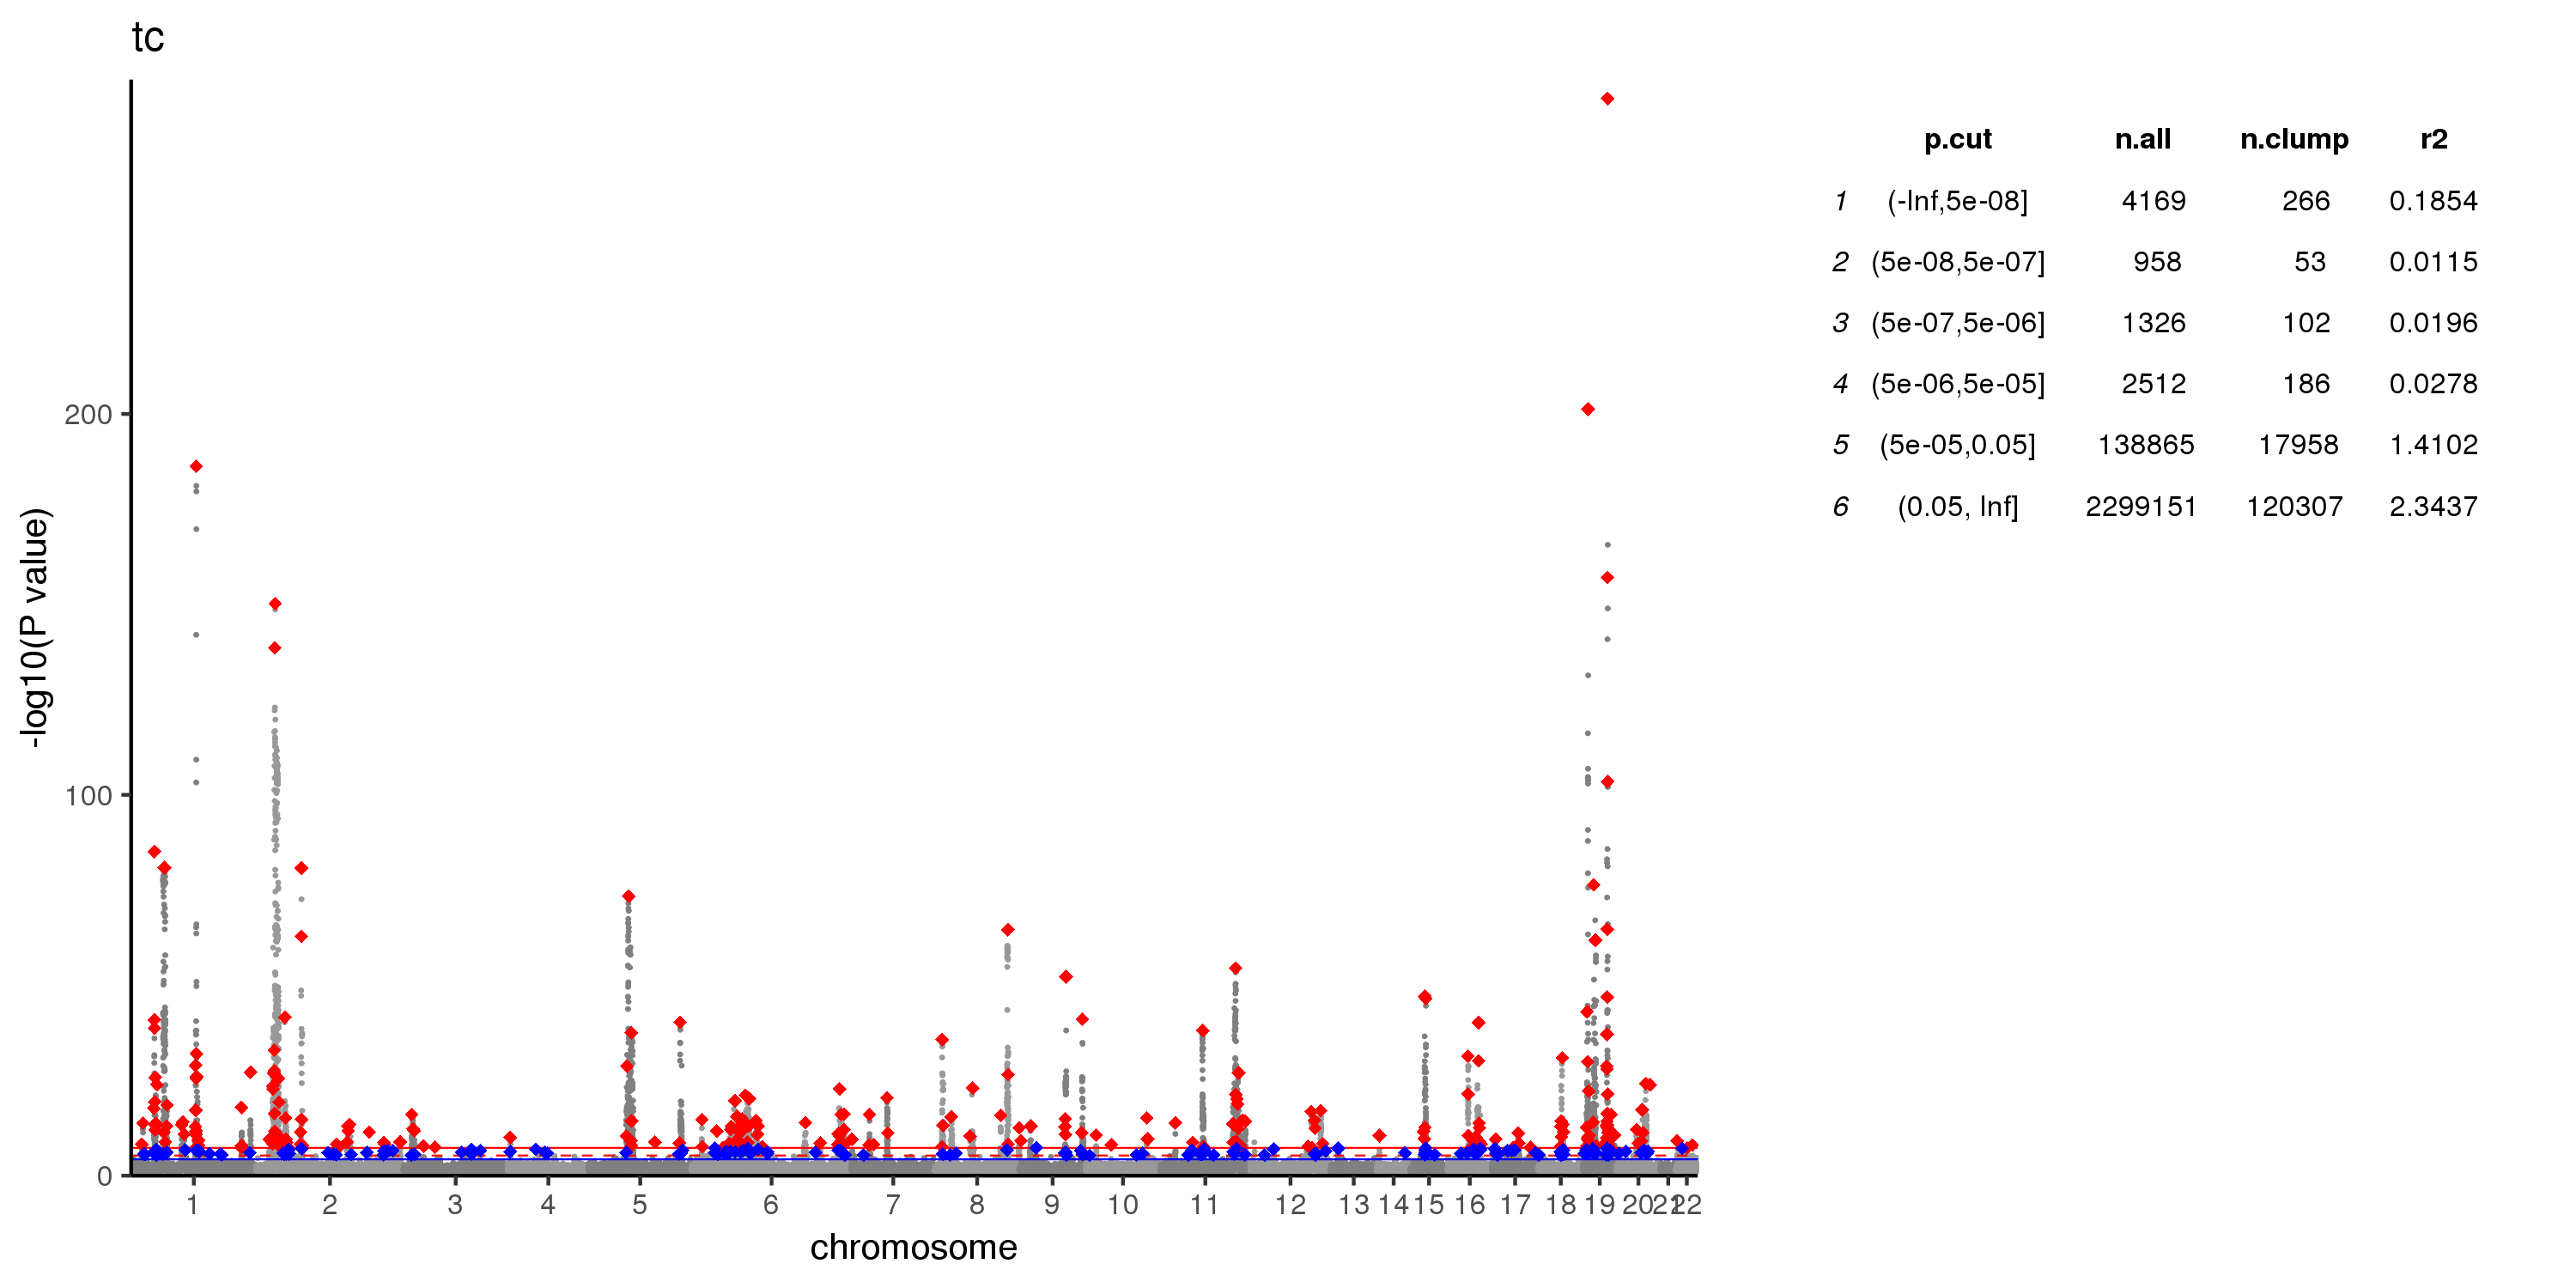 tc
-log10(P value)
200
100
0
1 2 3 4 5 6 7 8 9 10 11 12 13 14 15 16 17 18 19 20 21 22
chromosome
p.cut n.all n.clump r2
1 (-Inf,5e-08] 4169 266 0.1854
2 (5e-08,5e-07] 958 53 0.0115
3 (5e-07,5e-06] 1326 102 0.0196
4 (5e-06,5e-05] 2512 186 0.0278
5 (5e-05,0.05] 138865 17958 1.4102
6 (0.05, Inf] 2299151 120307 2.3437